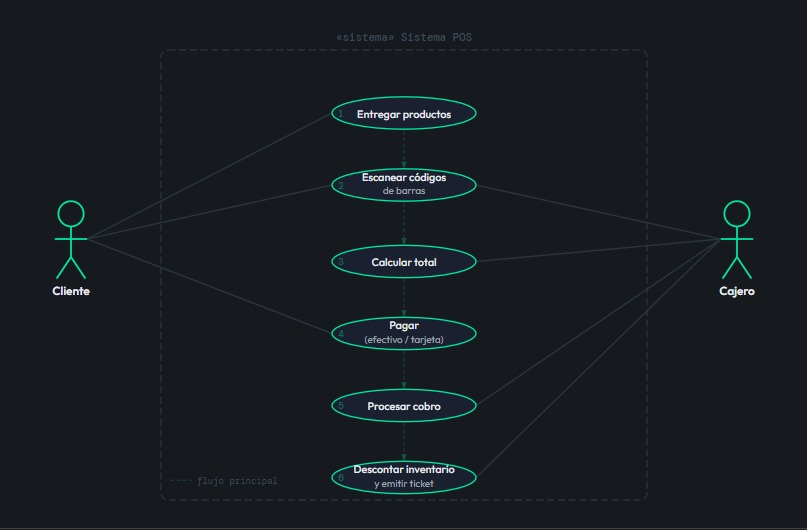 «sistema» Sistema POS
1 Entregar productos
2 Escanear códigos
de barras
3 Calcular total
Cliente
Cajero
4 Pagar
(efectivo / tarjeta)
5 Procesar cobro
6 Descontar inventario
y emitir ticket
flujo principal